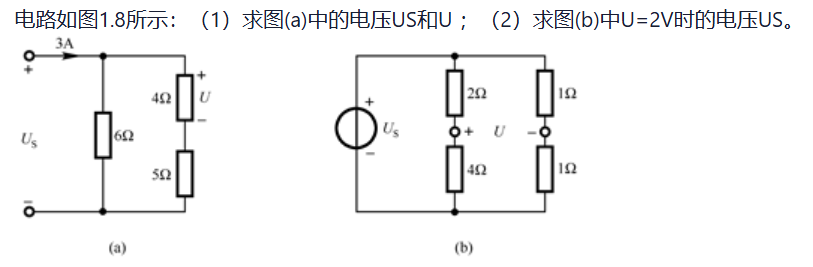 电路如图1.8所示：（1）求图(a)中的电压US和U ；（2）求图(b)中U=2V时的电压US。
3A
+
4Ω
+
U
−
6Ω
Us
5Ω
−
(a)
+
Us
−
2Ω
1Ω
+ U −
4Ω
1Ω
(b)